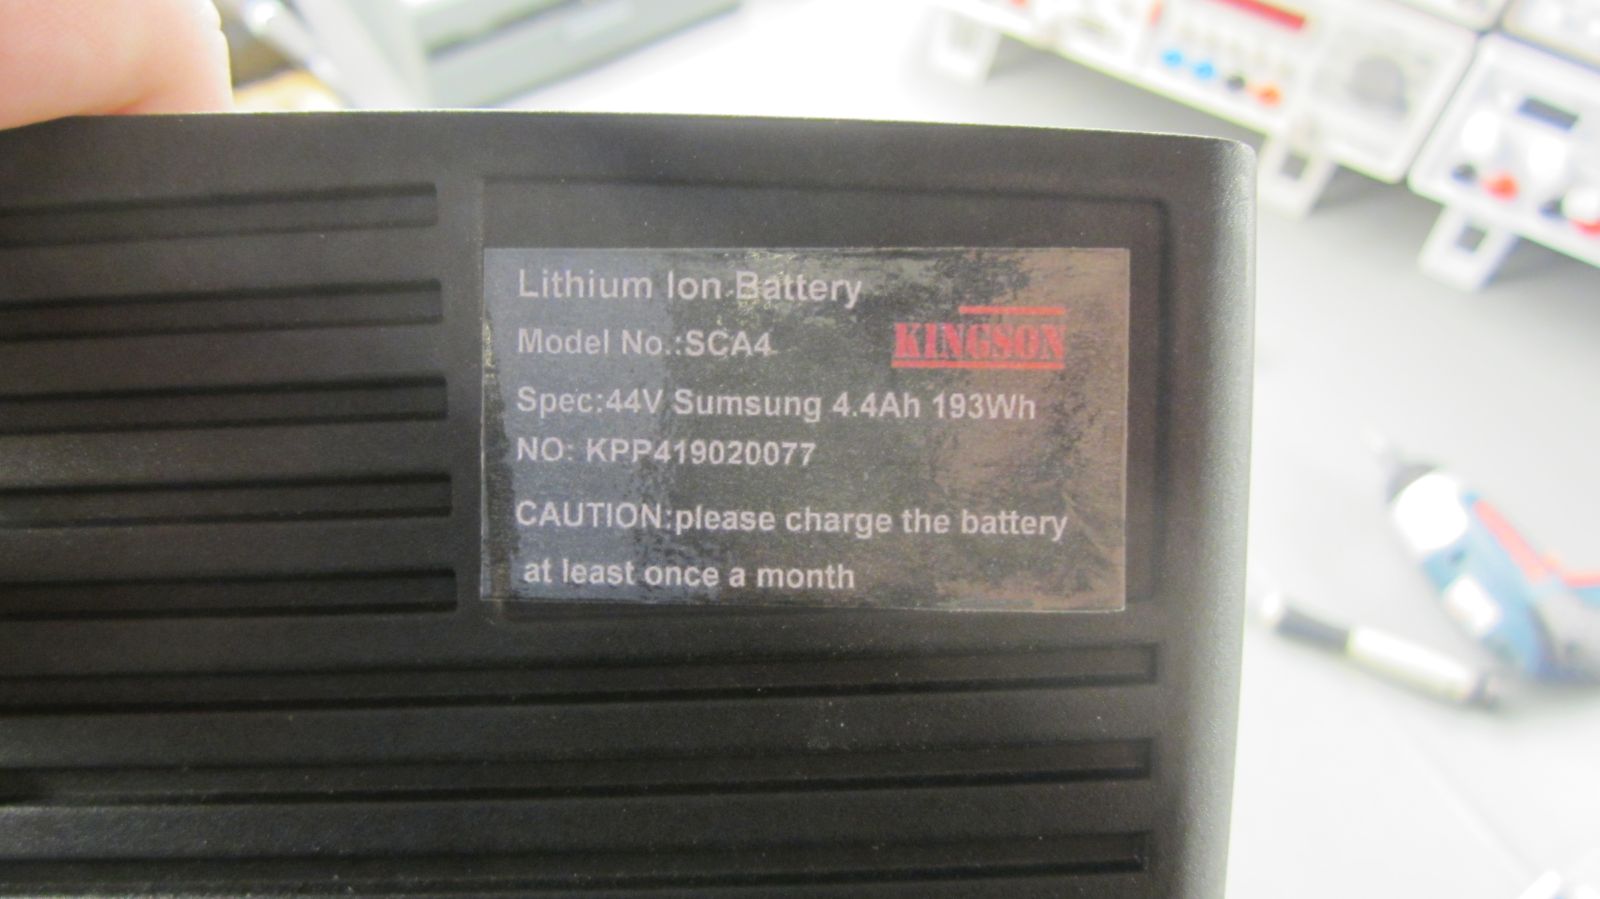 Lithium Ion Battery
Model No.:SCA4
KINGSON
Spec:44V Sumsung 4.4Ah 193Wh
NO: KPP419020077
CAUTION:please charge the battery
at least once a month